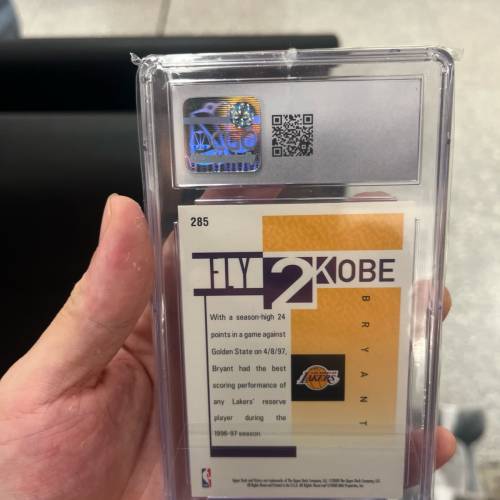 285
FLY 2 KOBE
BRYANT
With a season-high 24
points in a game against
Golden State on 4/8/97,
Bryant had the best
scoring performance of
any Lakers' reserve
player during the
1996-97 season.
LAKERS